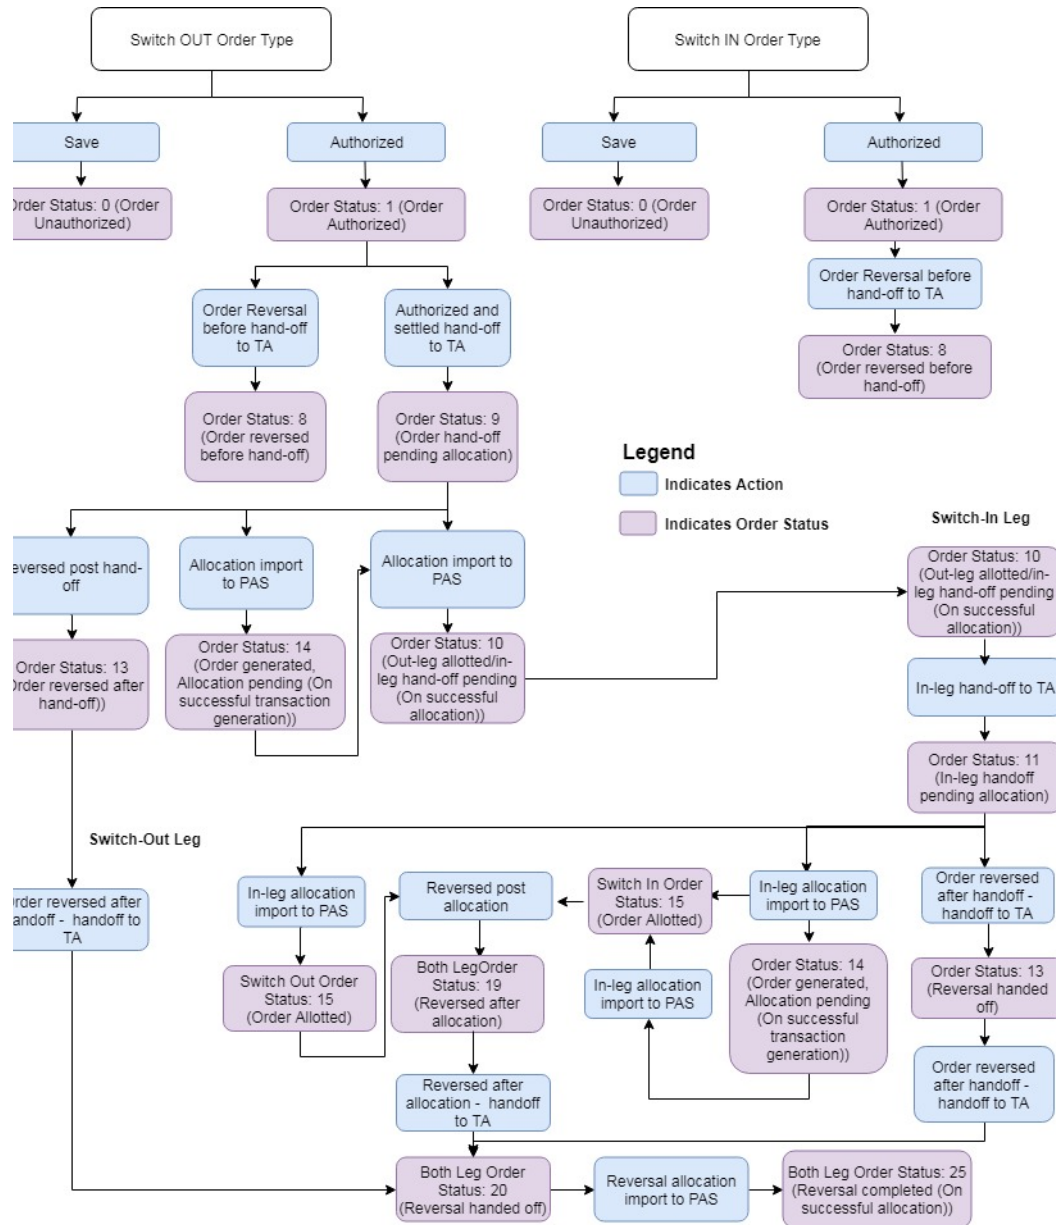 Switch OUT Order Type
Switch IN Order Type
Save
Authorized
Save
Authorized
Order Status: 0 (Order
Unauthorized)
Order Status: 1 (Order
Authorized)
Order Status: 0 (Order
Unauthorized)
Order Status: 1 (Order
Authorized)
Order Reversal
before hand-off
to TA
Authorized and
settled hand-off
to TA
Order Reversal before
hand-off to TA
Order Status: 8
(Order reversed
before hand-off)
Order Status: 9
(Order hand-off
pending allocation)
Order Status: 8
(Order reversed before
hand-off)
Legend
Indicates Action
Indicates Order Status
Switch-In Leg
eversed post hand-
off
Allocation import
to PAS
Allocation import to
PAS
Order Status: 10
(Out-leg allotted/in-
leg hand-off pending
(On successful
allocation))
Order Status: 13
Order reversed after
hand-off))
Order Status: 14
(Order generated,
Allocation pending (On
successful transaction
generation))
Order Status: 10
(Out-leg allotted/in-
leg hand-off pending
(On successful
allocation))
In-leg hand-off to TA
Order Status: 11
(In-leg handoff
pending allocation)
Switch-Out Leg
Order reversed after
handoff - handoff to
TA
In-leg allocation
import to PAS
Reversed post
allocation
Switch In Order
Status: 15
(Order Allotted)
In-leg allocation
import to PAS
Order reversed
after handoff -
handoff to TA
Switch Out Order
Status: 15
(Order Allotted)
Both LegOrder
Status: 19
(Reversed after
allocation)
In-leg allocation
import to PAS
Order Status: 14
(Order generated,
Allocation pending
(On successful
transaction
generation))
Order Status: 13
(Reversal handed
off)
Reversed after
allocation - handoff
to TA
Order reversed
after handoff -
handoff to TA
Both Leg Order
Status: 20
(Reversal handed off)
Reversal allocation
import to PAS
Both Leg Order Status: 25
(Reversal completed (On
successful allocation))